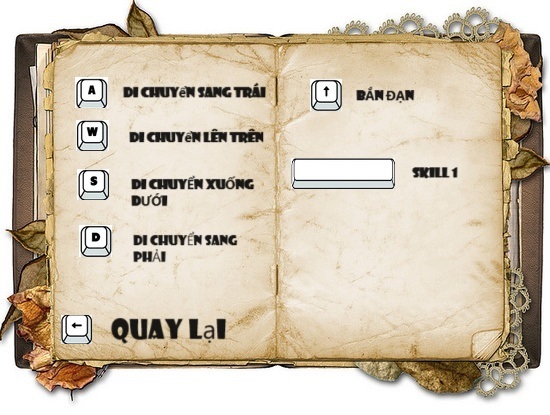 A DI CHUYỂN SANG TRÁI
W DI CHUYỂN LÊN TRÊN
S DI CHUYỂN XUỐNG
DƯỚI
D DI CHUYỂN SANG
PHẢI
← QUAY LẠI
↑ BẮN ĐẠN
SKILL 1